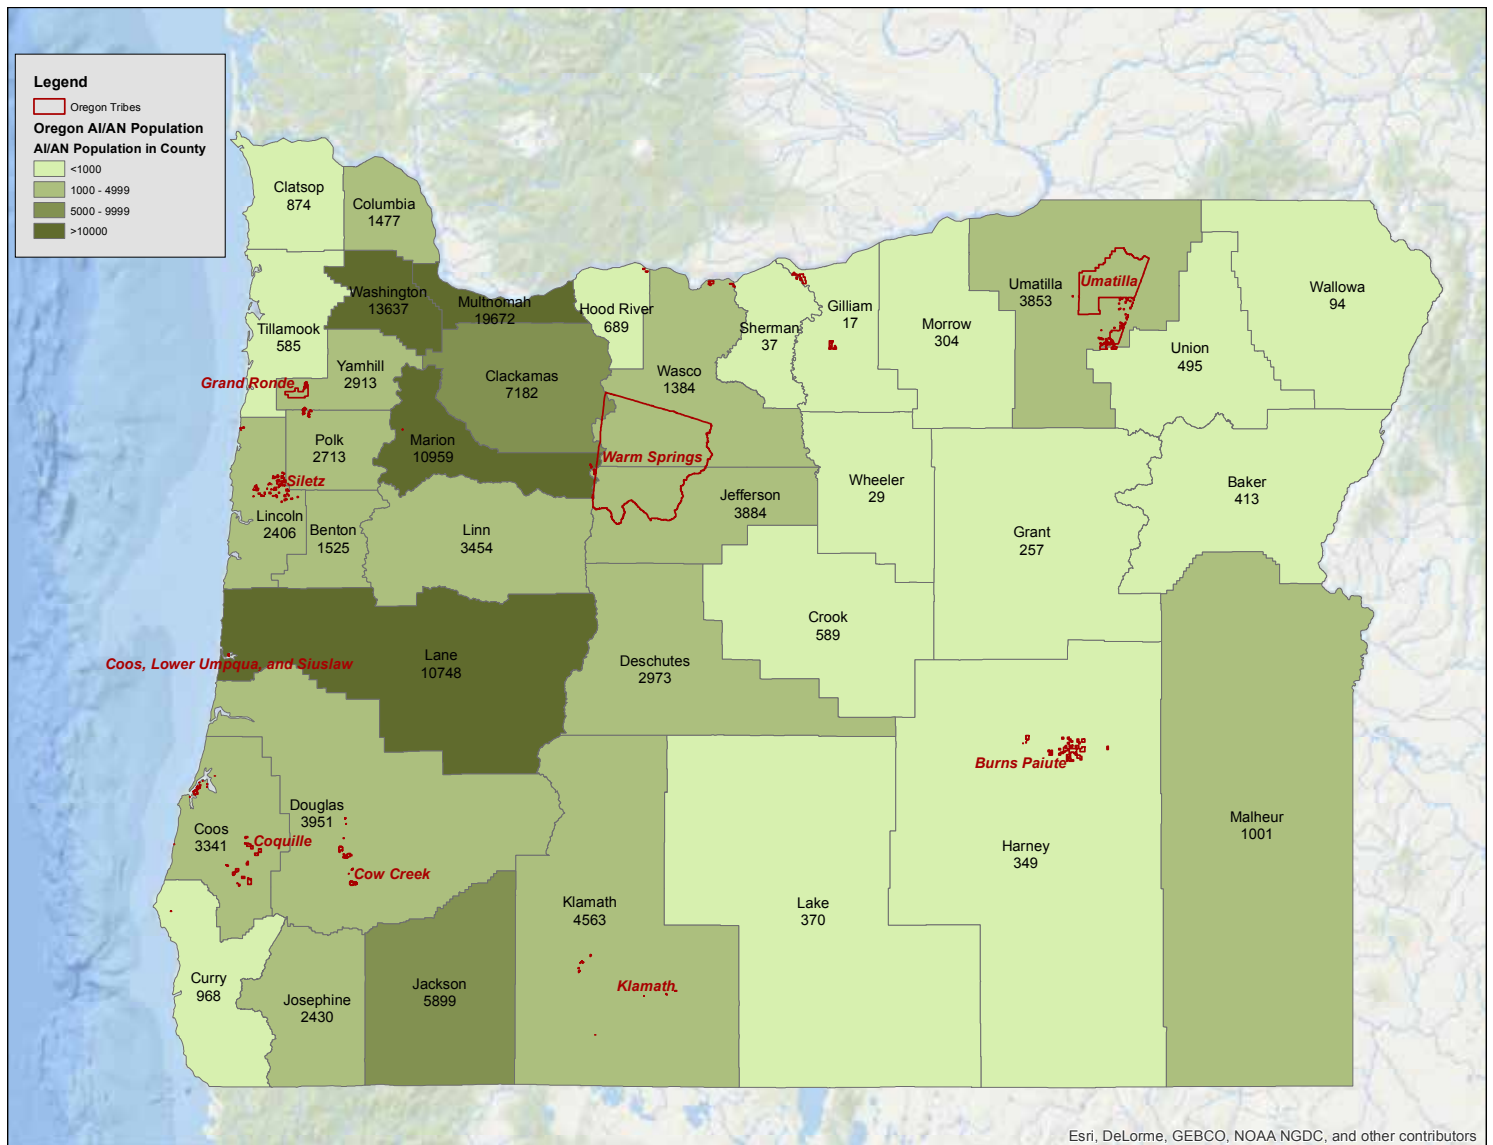 Legend
Oregon Tribes
Oregon AI/AN Population
AI/AN Population in County
<1000
1000 - 4999
5000 - 9999
>10000
Clatsop
874
Columbia
1477
Washington
13637
Multnomah
19672
Hood River
689
Tillamook
585
Yamhill
2913
Grand Ronde
Clackamas
7182
Wasco
1384
Sherman
37
Gilliam
17
Morrow
304
Umatilla
3853
Umatilla
Union
495
Wallowa
94
Polk
2713
Marion
10959
Siletz
Lincoln
2406
Benton
1525
Linn
3454
Warm Springs
Jefferson
3884
Wheeler
29
Grant
257
Baker
413
Coos, Lower Umpqua, and Siuslaw
Lane
10748
Deschutes
2973
Crook
589
Burns Paiute
Harney
349
Malheur
1001
Douglas
3951
Coos
3341
Coquille
Cow Creek
Klamath
4563
Klamath
Lake
370
Curry
968
Josephine
2430
Jackson
5899
Esri, DeLorme, GEBCO, NOAA NGDC, and other contributors